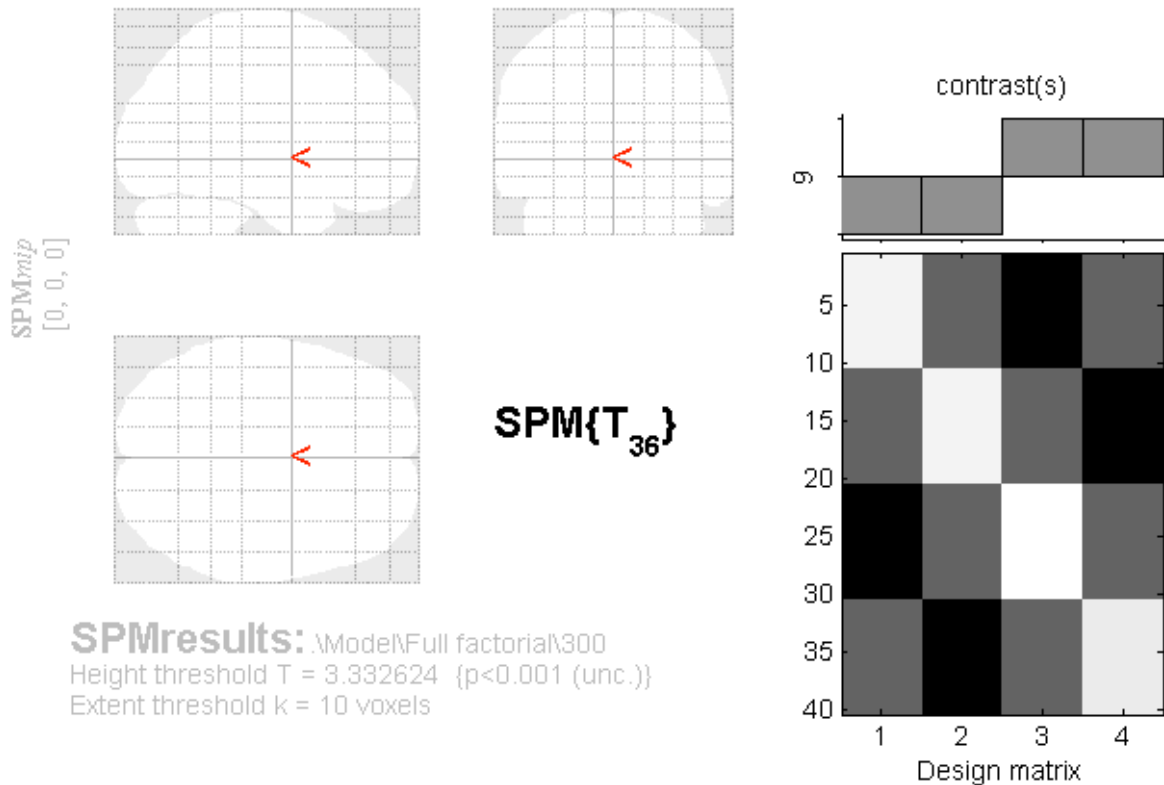 SPMmip
[0, 0, 0]
SPM{T36}
SPMresults: .\Model\Full factorial\300
Height threshold T = 3.332624 {p<0.001 (unc.)}
Extent threshold k = 10 voxels
contrast(s)
9
5
10
15
20
25
30
35
40
1 2 3 4
Design matrix